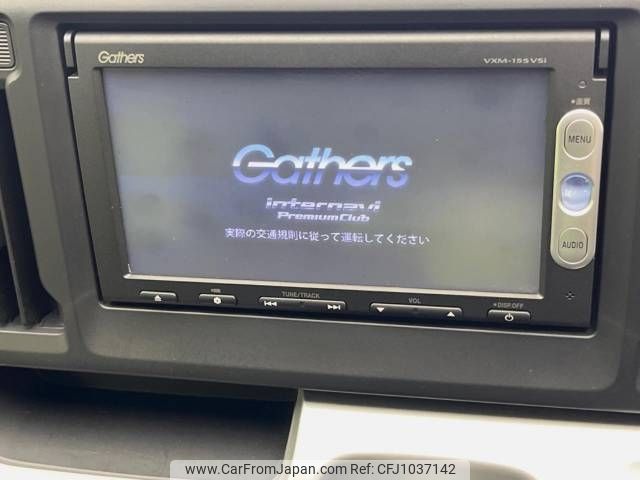 Gathers
VXM-155VSi
*画質
MENU
Gathers
internavi
Premium Club
実際の交通規則に従って運転してください
AUDIO
TUNE/TRACK
VOL
*DISP.OFF
www.CarFromJapan.com - Ref#CFJ1037142